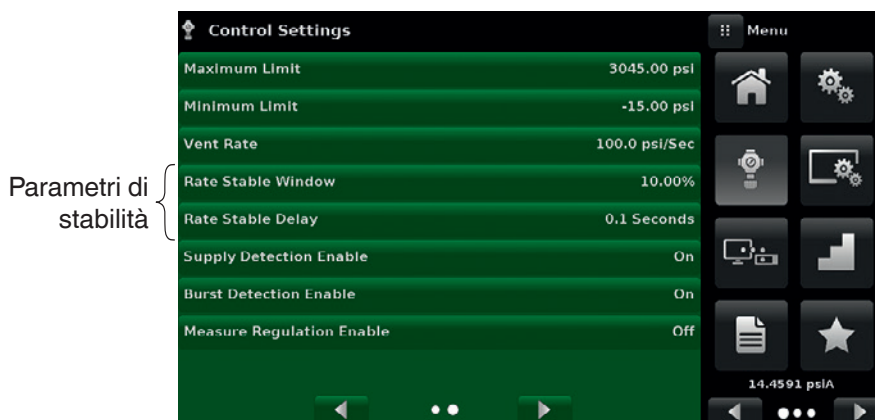 Control Settings
Menu
Maximum Limit 3045.00 psi
Minimum Limit -15.00 psi
Vent Rate 100.0 psi/Sec
Parametri di
stabilità
Rate Stable Window 10.00%
Rate Stable Delay 0.1 Seconds
Supply Detection Enable On
Burst Detection Enable On
Measure Regulation Enable Off
14.4591 psiA